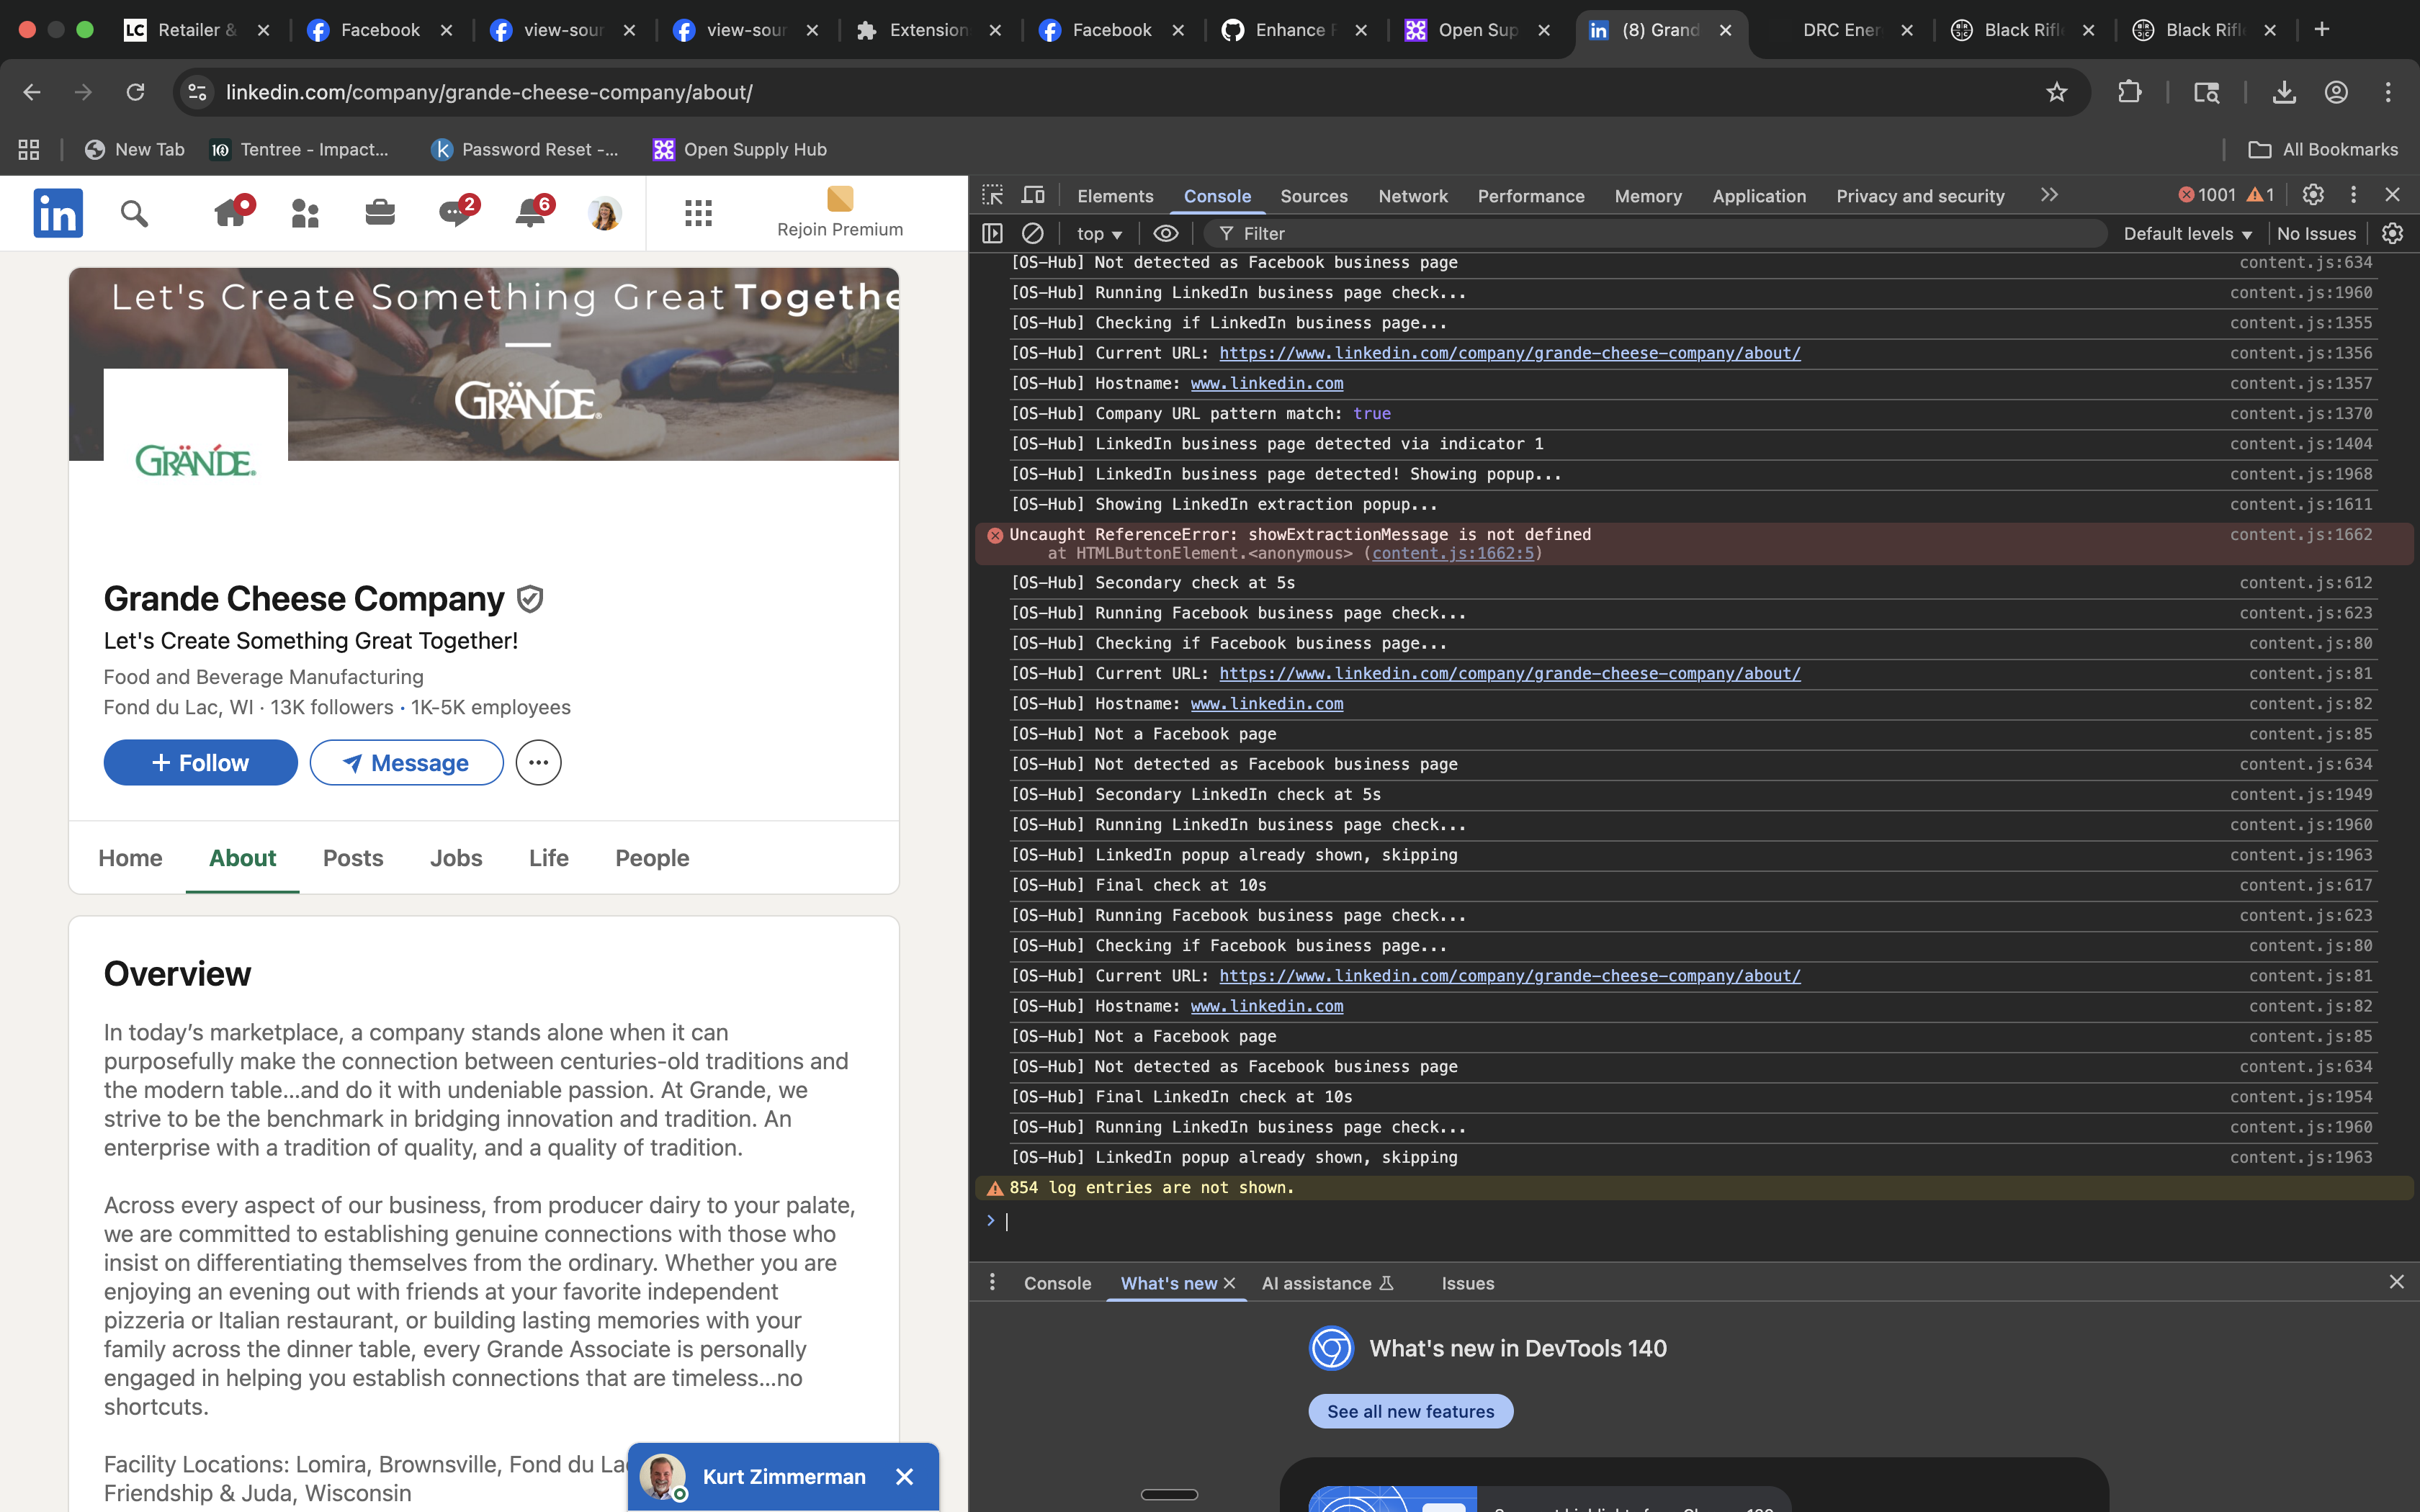 LC Retailer &
Facebook
view-sour
view-sour
Extension
Facebook
Enhance F
Open Sup
(8) Grand
DRC Ener
Black Rifle
Black Rifle
linkedin.com/company/grande-cheese-company/about/
New Tab
Tentree - Impact...
Password Reset -...
Open Supply Hub
All Bookmarks
in
2
6
Rejoin Premium
Let's Create Something Great Togethe
GRÄNDE
GRÄNDE
Grande Cheese Company
Let's Create Something Great Together!
Food and Beverage Manufacturing
Fond du Lac, WI · 13K followers · 1K-5K employees
+ Follow
Message
Home About Posts Jobs Life People
Overview
In today’s marketplace, a company stands alone when it can
purposefully make the connection between centuries-old traditions and
the modern table...and do it with undeniable passion. At Grande, we
strive to be the benchmark in bridging innovation and tradition. An
enterprise with a tradition of quality, and a quality of tradition.
Across every aspect of our business, from producer dairy to your palate,
we are committed to establishing genuine connections with those who
insist on differentiating themselves from the ordinary. Whether you are
enjoying an evening out with friends at your favorite independent
pizzeria or Italian restaurant, or building lasting memories with your
family across the dinner table, every Grande Associate is personally
engaged in helping you establish connections that are timeless...no
shortcuts.
Facility Locations: Lomira, Brownsville, Fond du La
Friendship & Juda, Wisconsin
Kurt Zimmerman
Elements Console Sources Network Performance Memory Application Privacy and security
1001 1
top
Filter
Default levels
No Issues
[OS-Hub] Not detected as Facebook business page content.js:634
[OS-Hub] Running LinkedIn business page check... content.js:1960
[OS-Hub] Checking if LinkedIn business page... content.js:1355
[OS-Hub] Current URL: https://www.linkedin.com/company/grande-cheese-company/about/ content.js:1356
[OS-Hub] Hostname: www.linkedin.com content.js:1357
[OS-Hub] Company URL pattern match: true content.js:1370
[OS-Hub] LinkedIn business page detected via indicator 1 content.js:1404
[OS-Hub] LinkedIn business page detected! Showing popup... content.js:1968
[OS-Hub] Showing LinkedIn extraction popup... content.js:1611
Uncaught ReferenceError: showExtractionMessage is not defined content.js:1662
at HTMLButtonElement.<anonymous> (content.js:1662:5)
[OS-Hub] Secondary check at 5s content.js:612
[OS-Hub] Running Facebook business page check... content.js:623
[OS-Hub] Checking if Facebook business page... content.js:80
[OS-Hub] Current URL: https://www.linkedin.com/company/grande-cheese-company/about/ content.js:81
[OS-Hub] Hostname: www.linkedin.com content.js:82
[OS-Hub] Not a Facebook page content.js:85
[OS-Hub] Not detected as Facebook business page content.js:634
[OS-Hub] Secondary LinkedIn check at 5s content.js:1949
[OS-Hub] Running LinkedIn business page check... content.js:1960
[OS-Hub] LinkedIn popup already shown, skipping content.js:1963
[OS-Hub] Final check at 10s content.js:617
[OS-Hub] Running Facebook business page check... content.js:623
[OS-Hub] Checking if Facebook business page... content.js:80
[OS-Hub] Current URL: https://www.linkedin.com/company/grande-cheese-company/about/ content.js:81
[OS-Hub] Hostname: www.linkedin.com content.js:82
[OS-Hub] Not a Facebook page content.js:85
[OS-Hub] Not detected as Facebook business page content.js:634
[OS-Hub] Final LinkedIn check at 10s content.js:1954
[OS-Hub] Running LinkedIn business page check... content.js:1960
[OS-Hub] LinkedIn popup already shown, skipping content.js:1963
854 log entries are not shown.
Console What's new AI assistance Issues
What's new in DevTools 140
See all new features